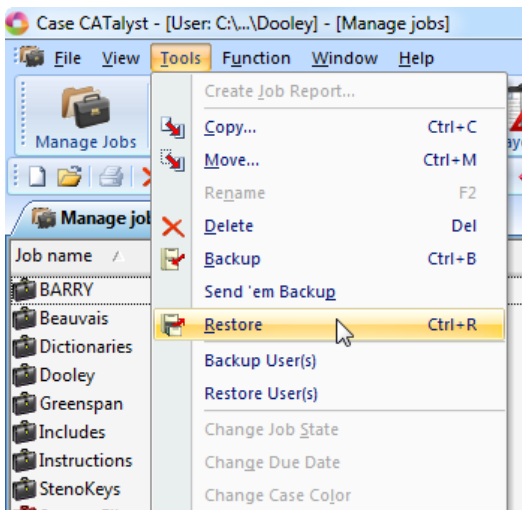 Case CATalyst - [User: C:\...\Dooley] - [Manage jobs]
File View Tools Function Window Help
Manage Jobs
Manage
Job name
BARRY
Beauvais
Dictionaries
Dooley
Greenspan
Includes
Instructions
StenoKeys
Create Job Report...
Copy... Ctrl+C
Move... Ctrl+M
Rename F2
Delete Del
Backup Ctrl+B
Send 'em Backup
Restore Ctrl+R
Backup User(s)
Restore User(s)
Change Job State
Change Due Date
Change Case Color